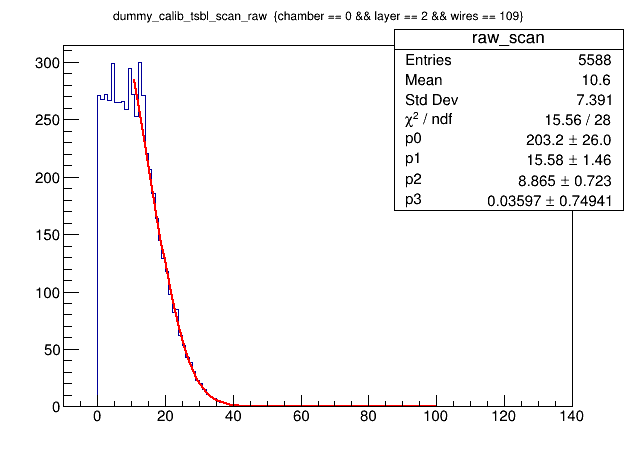 dummy_calib_tsbl_scan_raw {chamber == 0 && layer == 2 && wires == 109}
raw_scan
Entries 5588
Mean 10.6
Std Dev 7.391
χ² / ndf 15.56 / 28
p0 203.2 ± 26.0
p1 15.58 ± 1.46
p2 8.865 ± 0.723
p3 0.03597 ± 0.74941
300
250
200
150
100
50
0
0 20 40 60 80 100 120 140